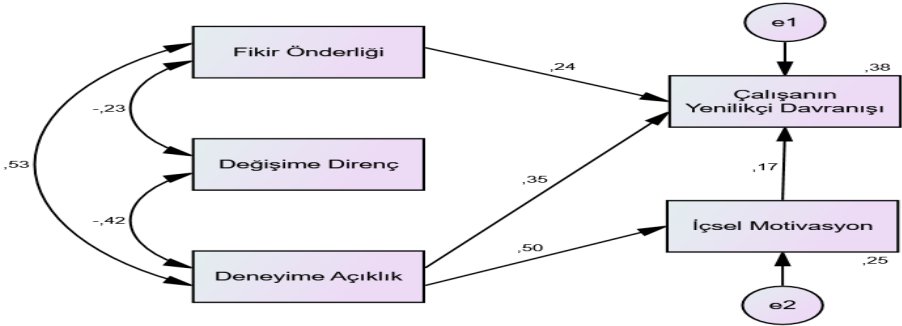 e1
Fikir Önderliği
,24
,38
Çalışanın
Yenilikçi Davranışı
-,23
,53
Değişime Direnç
,35
,17
-,42
,50
İçsel Motivasyon
Deneyime Açıklık
,25
e2